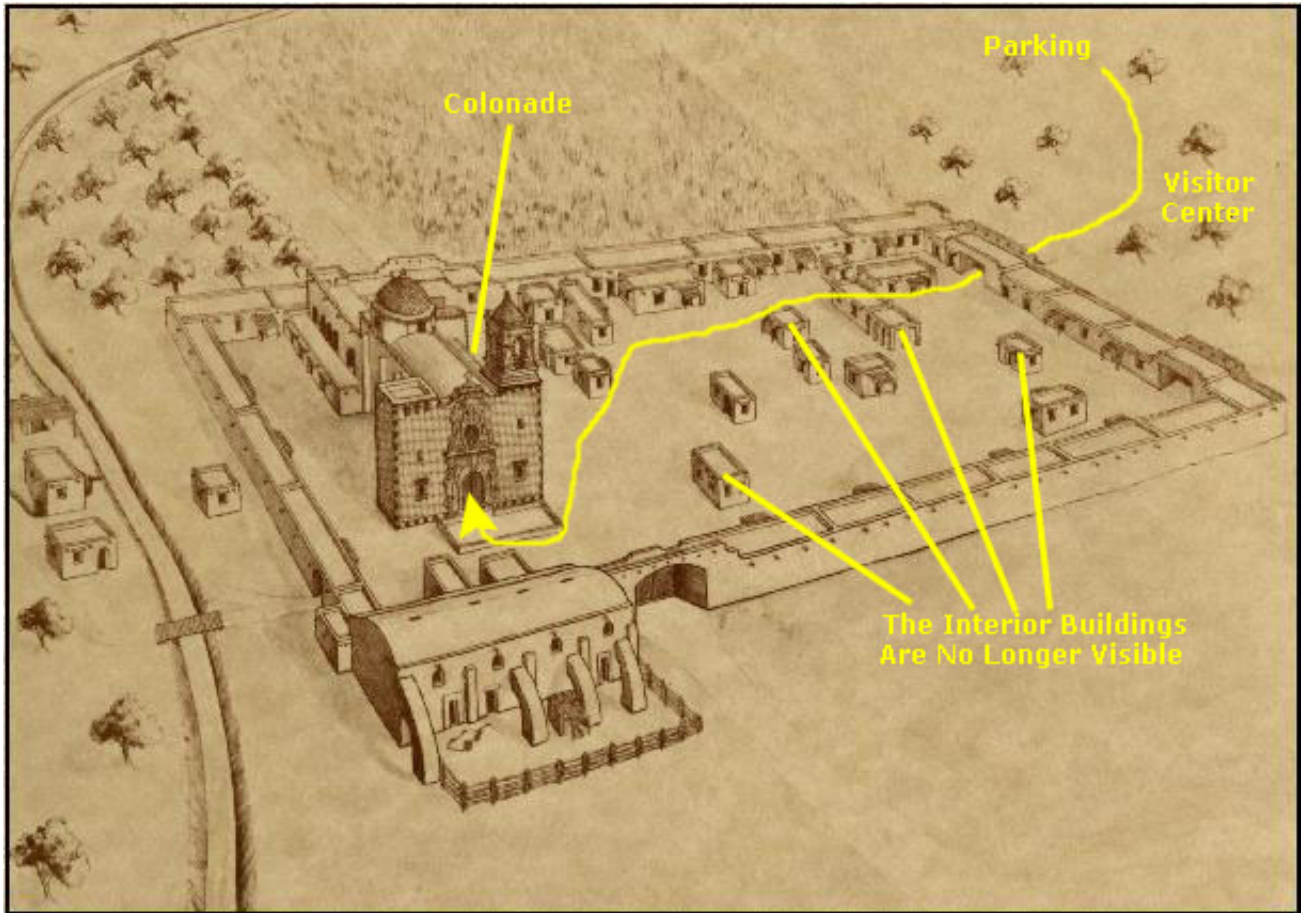 Parking
Colonade
Visitor
Center
The Interior Buildings
Are No Longer Visible